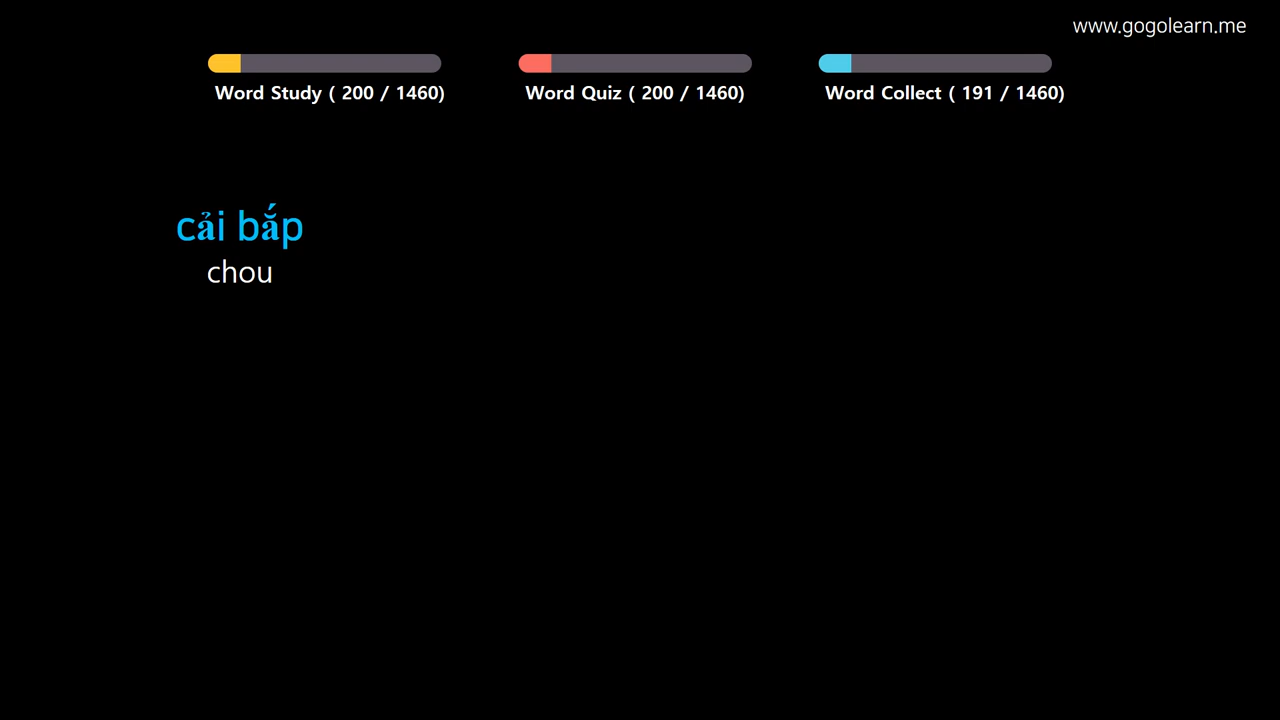 www.gogolearn.me
Word Study ( 200 / 1460)
Word Quiz ( 200 / 1460)
Word Collect ( 191 / 1460)
cải bắp
chou